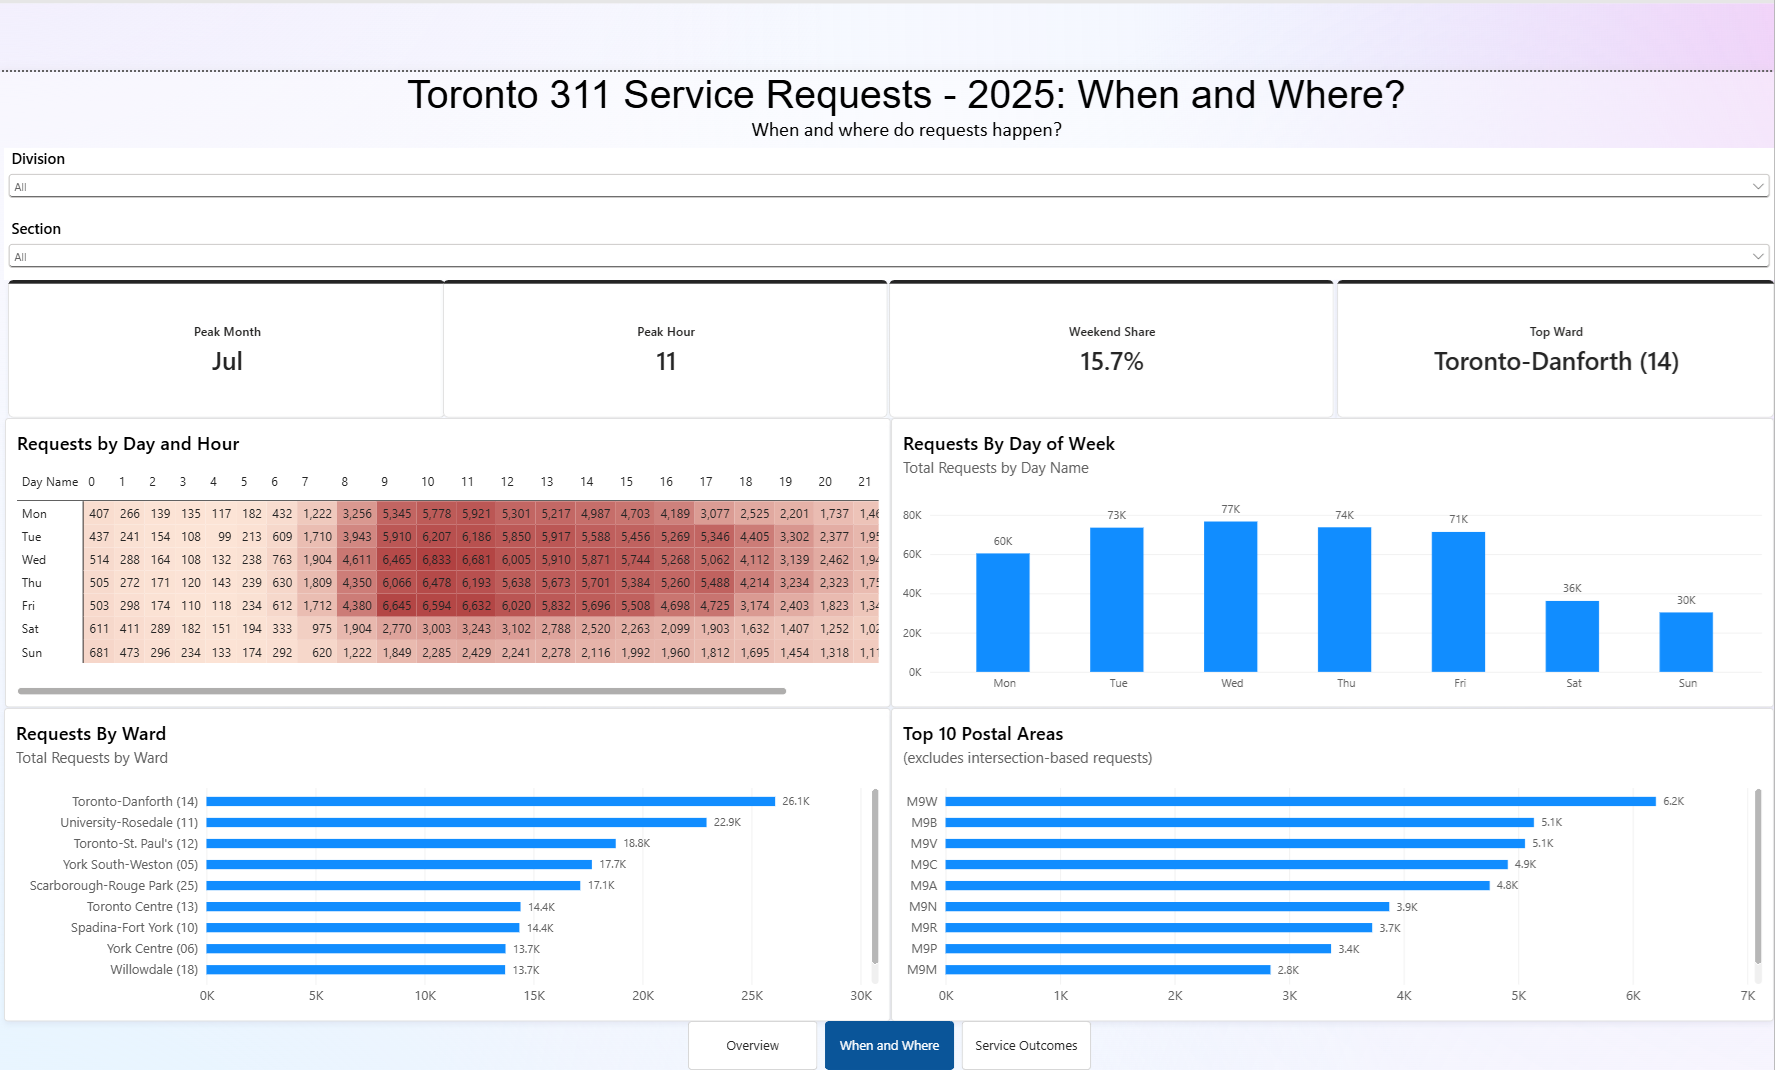 Toronto 311 Service Requests - 2025: When and Where?
When and where do requests happen?
Division
All
Section
All
Peak Month
Jul
Peak Hour
11
Weekend Share
15.7%
Top Ward
Toronto-Danforth (14)
Requests by Day and Hour
Day Name 0 1 2 3 4 5 6 7 8 9 10 11 12 13 14 15 16 17 18 19 20 21
Mon 407 266 139 135 117 182 432 1,222 3,256 5,345 5,778 5,921 5,301 5,217 4,987 4,703 4,189 3,077 2,525 2,201 1,737
Tue 437 241 154 108 99 213 609 1,710 3,943 5,910 6,207 6,186 5,850 5,917 5,588 5,456 5,269 5,346 4,405 3,302 2,377
Wed 514 288 164 108 132 238 763 1,904 4,611 6,465 6,833 6,681 6,005 5,910 5,871 5,744 5,268 5,062 4,112 3,139 2,462
Thu 505 272 171 120 143 239 630 1,809 4,350 6,066 6,478 6,193 5,638 5,673 5,701 5,384 5,260 5,488 4,214 3,234 2,323
Fri 503 298 174 110 118 234 612 1,712 4,380 6,645 6,594 6,632 6,020 5,832 5,696 5,508 4,698 4,725 3,174 2,403 1,823
Sat 611 411 289 182 151 194 333 975 1,904 2,770 3,003 3,243 3,102 2,788 2,520 2,263 2,099 1,903 1,632 1,407 1,252
Sun 681 473 296 234 133 174 292 620 1,222 1,849 2,285 2,429 2,241 2,278 2,116 1,992 1,960 1,812 1,695 1,454 1,318
Requests By Day of Week
Total Requests by Day Name
80K
60K
40K
20K
0K
60K
73K
77K
74K
71K
36K
30K
Mon Tue Wed Thu Fri Sat Sun
Requests By Ward
Total Requests by Ward
Toronto-Danforth (14) 26.1K
University-Rosedale (11) 22.9K
Toronto-St. Paul's (12) 18.8K
York South-Weston (05) 17.7K
Scarborough-Rouge Park (25) 17.1K
Toronto Centre (13) 14.4K
Spadina-Fort York (10) 14.4K
York Centre (06) 13.7K
Willowdale (18) 13.7K
0K 5K 10K 15K 20K 25K 30K
Top 10 Postal Areas
(excludes intersection-based requests)
M9W 6.2K
M9B 5.1K
M9V 5.1K
M9C 4.9K
M9A 4.8K
M9N 3.9K
M9R 3.7K
M9P 3.4K
M9M 2.8K
0K 1K 2K 3K 4K 5K 6K 7K
Overview
When and Where
Service Outcomes